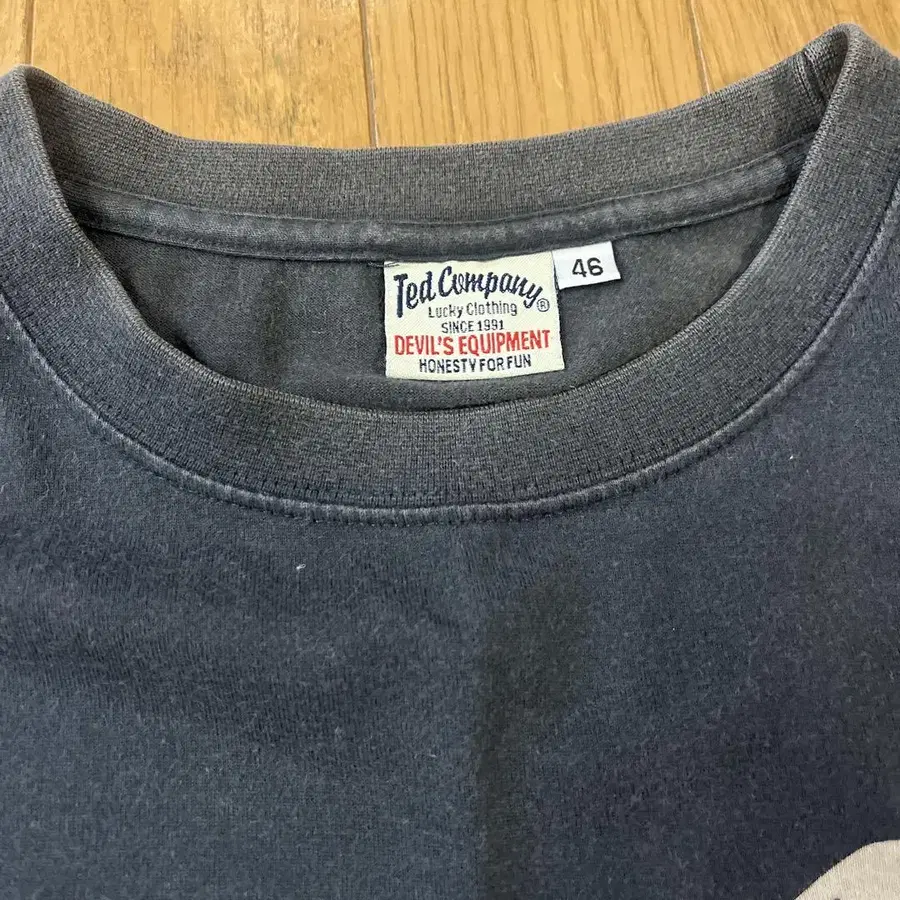 Ted Company®
Lucky Clothing
SINCE 1991
DEVIL'S EQUIPMENT
HONESTY FOR FUN
46